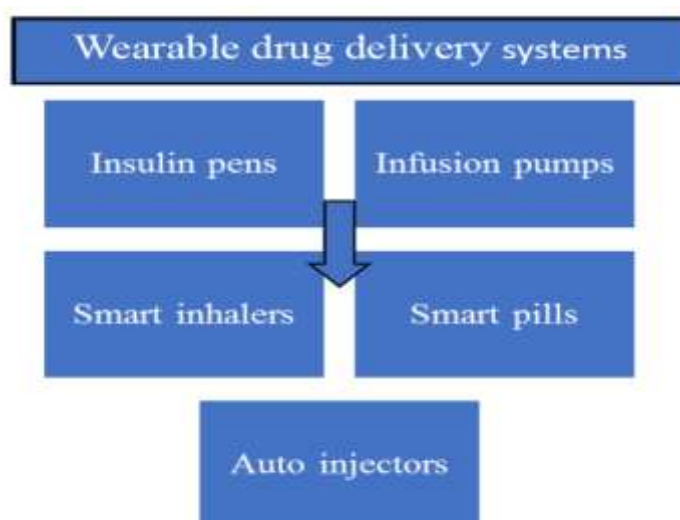 Wearable drug delivery systems
Insulin pens
Infusion pumps
Smart inhalers
Smart pills
Auto injectors